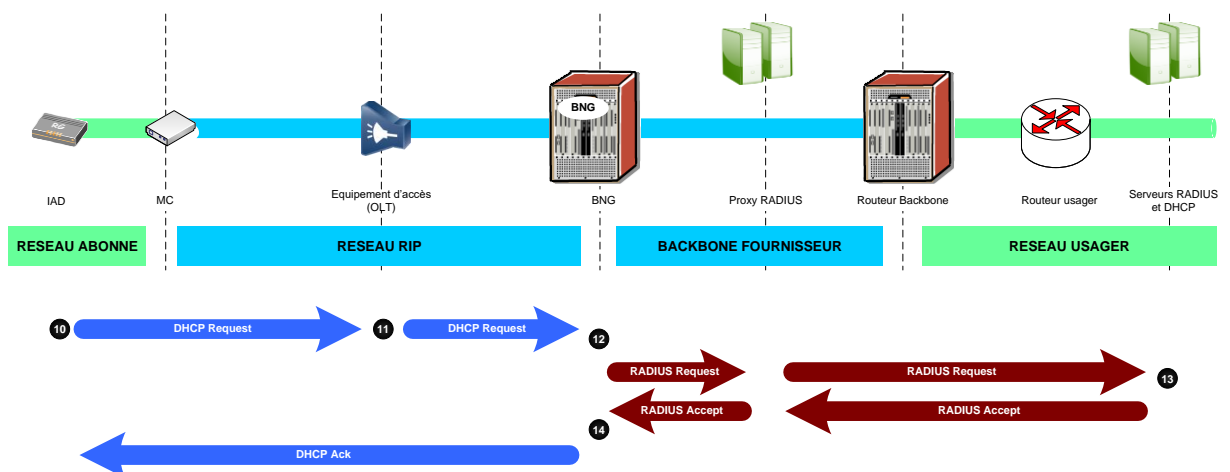 BNG
RG
IAD
MC
Equipement d'accès
(OLT)
BNG
Proxy RADIUS
Routeur Backbone
Routeur usager
Serveurs RADIUS
et DHCP
RESEAU ABONNE
RESEAU RIP
BACKBONE FOURNISSEUR
RESEAU USAGER
10
DHCP Request
11
DHCP Request
12
RADIUS Request
RADIUS Request
13
RADIUS Accept
RADIUS Accept
14
DHCP Ack